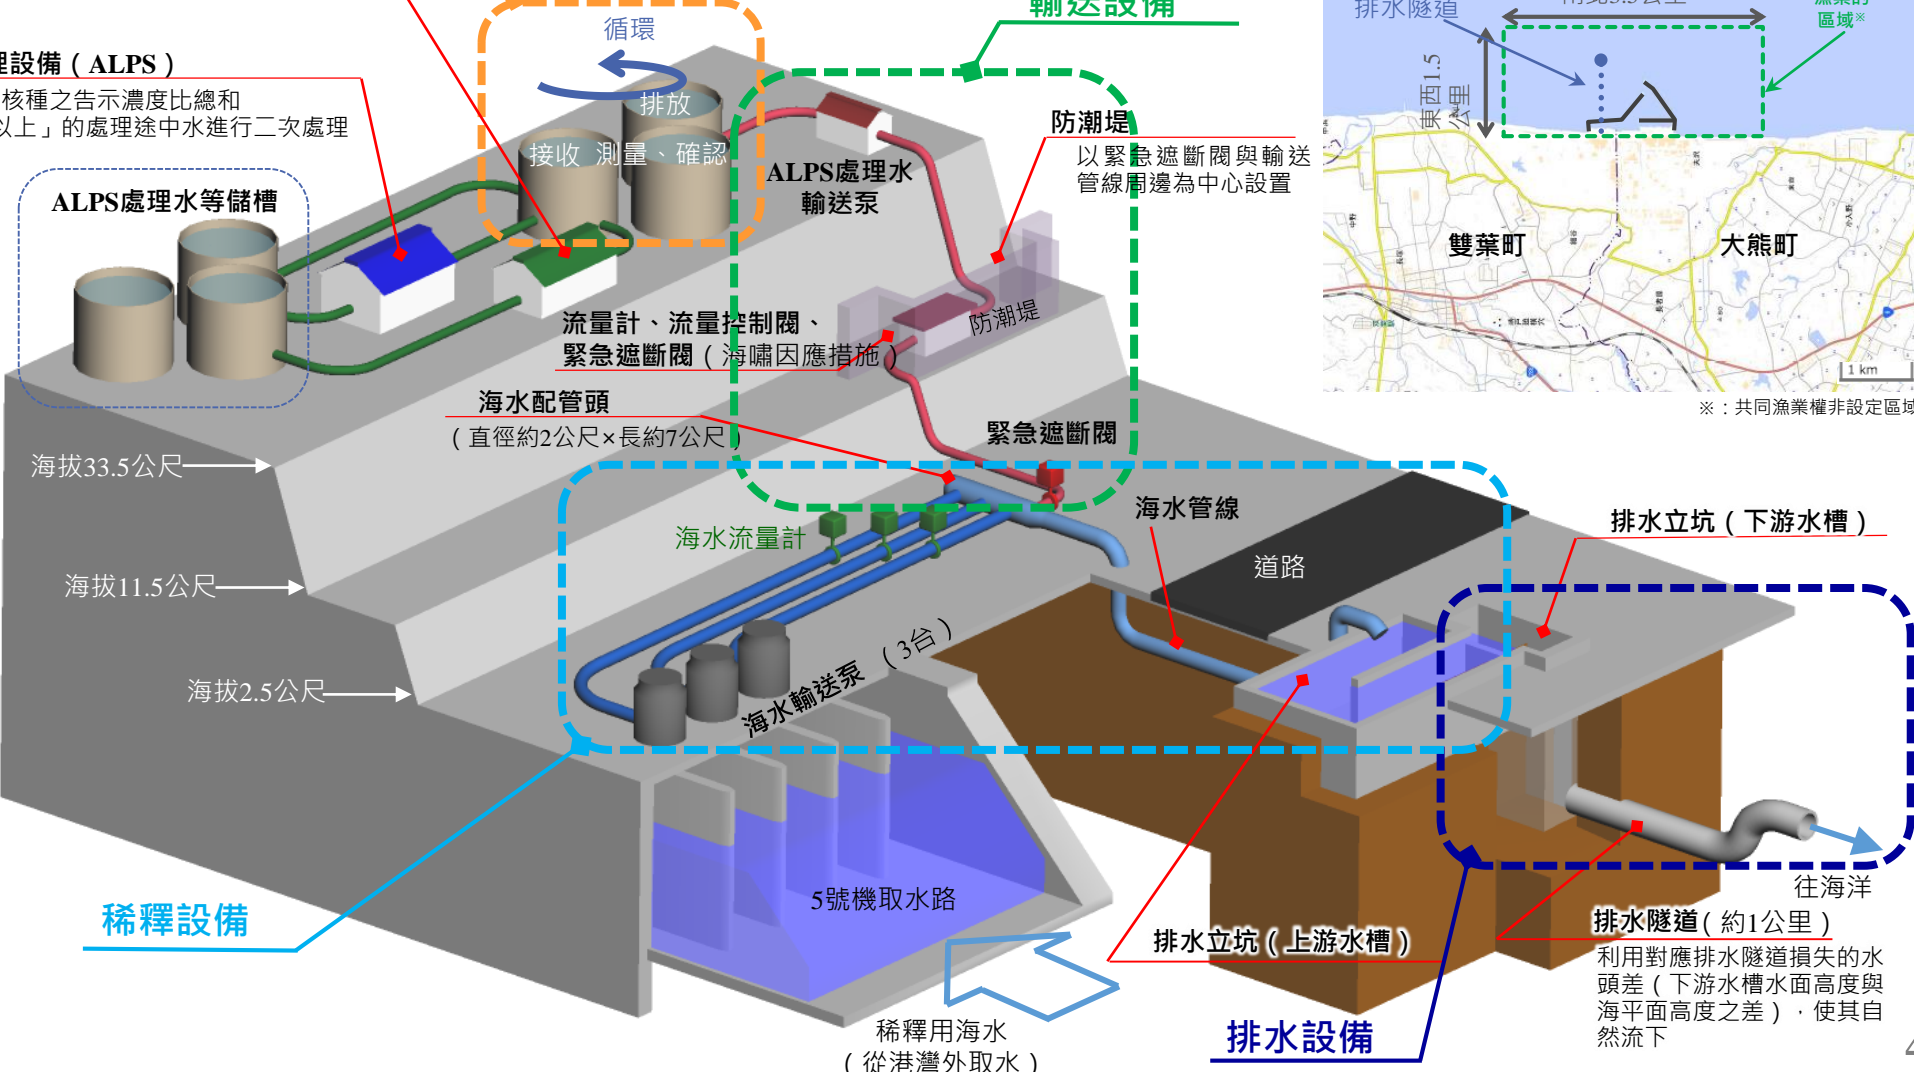 輸送設備
循環
理設備（ALPS）
核種之告示濃度比總和
以上」的處理途中水進行二次處理
排放
接收 測量、確認
ALPS處理水等儲槽
ALPS處理水
輸送泵
防潮堤
以緊急遮斷閥與輸送
管線周邊為中心設置
防潮堤
流量計、流量控制閥、
緊急遮斷閥（海嘯因應措施）
海水配管頭
（直徑約2公尺×長約7公尺）
緊急遮斷閥
海拔33.5公尺
海拔11.5公尺
海拔2.5公尺
海水流量計
海水管線
道路
排水立坑（下游水槽）
海水輸送泵（3台）
5號機取水路
稀釋設備
稀釋用海水
（從港灣外取水）
排水立坑（上游水槽）
排水設備
往海洋
排水隧道（約1公里）
利用對應排水隧道損失的水
頭差（下游水槽水面高度與
海平面高度之差），使其自
然流下
排水隧道
南北3.5公里
漁業的
區域※
東西1.5
公里
雙葉町
大熊町
1 km
※：共同漁業權非設定區域